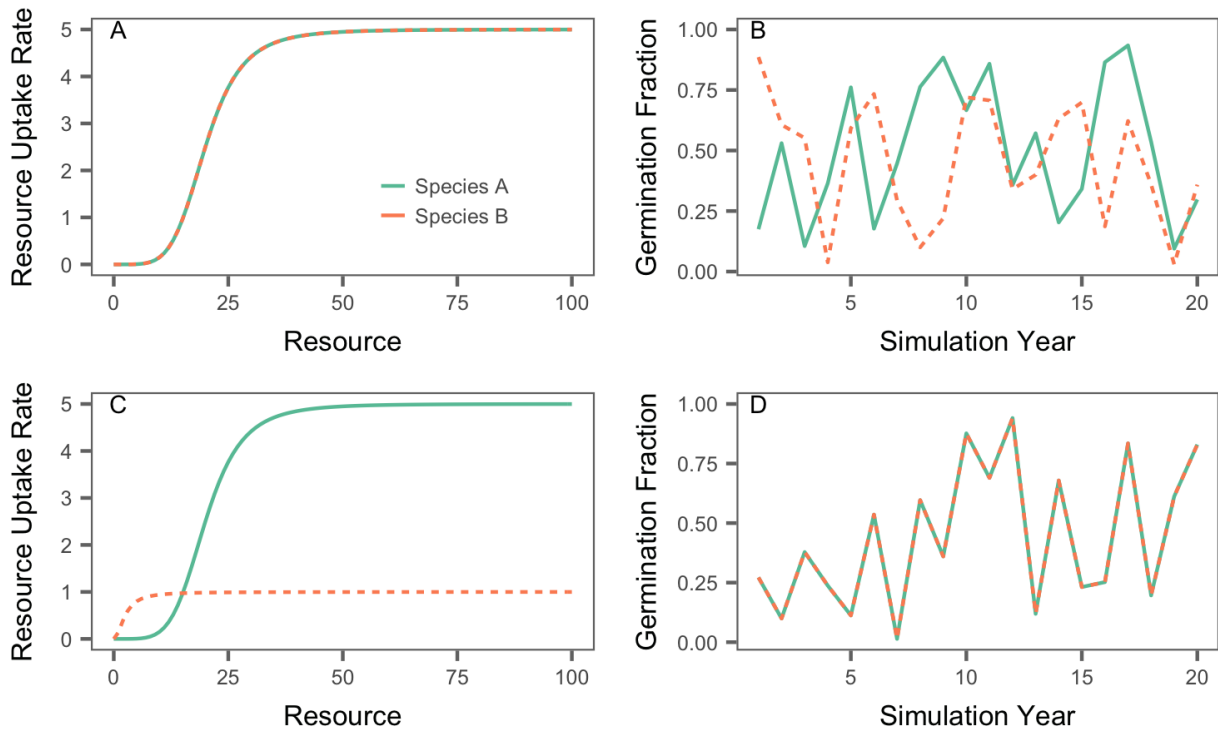 A
Resource Uptake Rate
5
4
3
2
1
0
Species A
Species B
0 25 50 75 100
Resource
B
Germination Fraction
1.00
0.75
0.50
0.25
0.00
5 10 15 20
Simulation Year
C
Resource Uptake Rate
5
4
3
2
1
0
0 25 50 75 100
Resource
D
Germination Fraction
1.00
0.75
0.50
0.25
0.00
5 10 15 20
Simulation Year